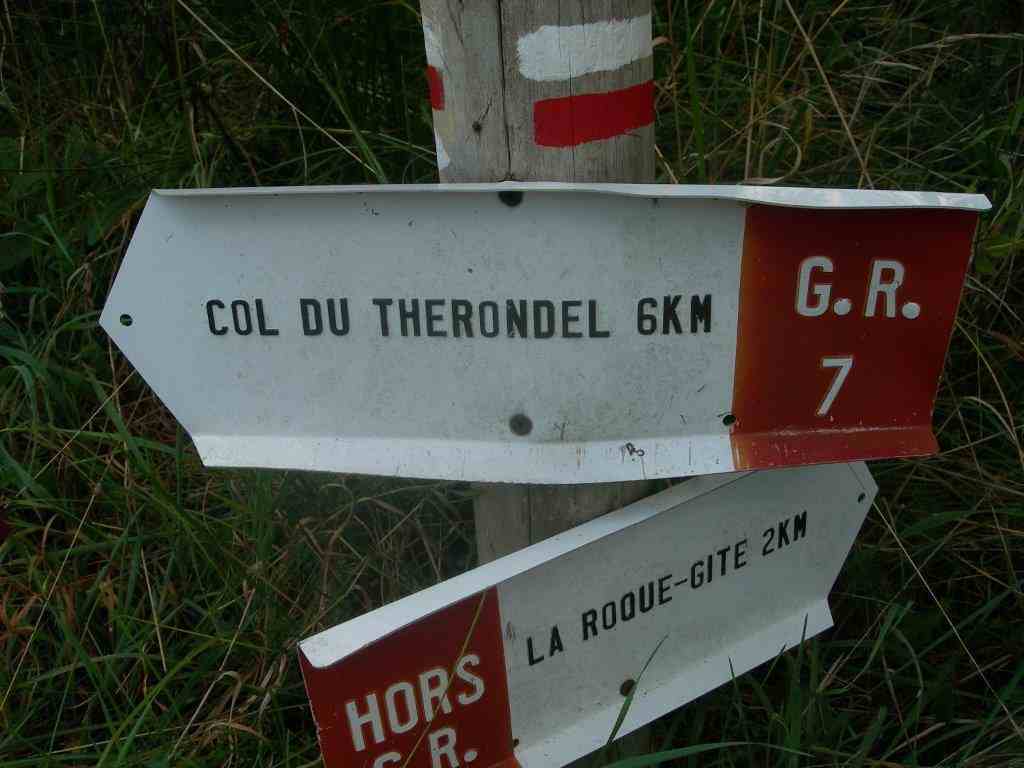 COL DU THERONDEL 6KM
G.R.
7
LA ROQUE-GITE 2KM
HORS
G.R.